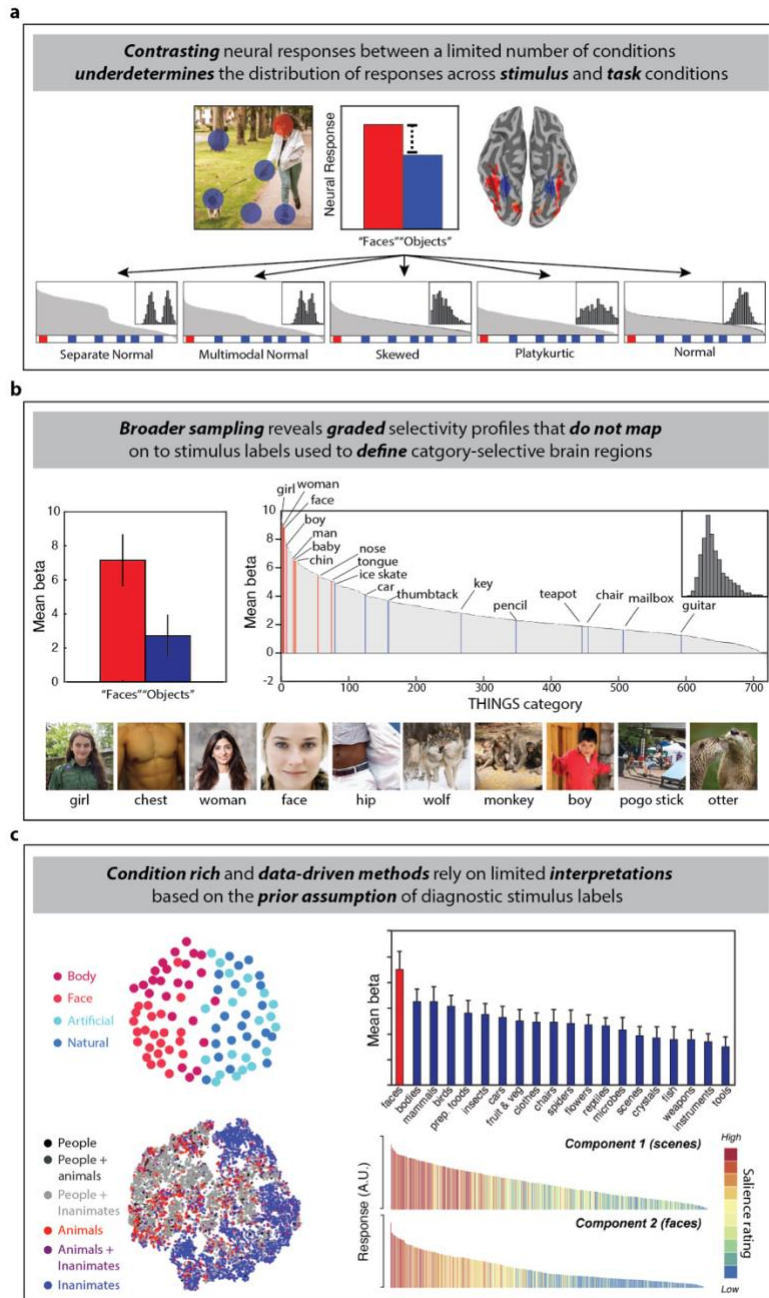 a
Contrasting neural responses between a limited number of conditions
underdetermines the distribution of responses across stimulus and task conditions
Neural Response
"Faces""Objects"
Separate Normal
Multimodal Normal
Skewed
Platykurtic
Normal
b
Broader sampling reveals graded selectivity profiles that do not map
on to stimulus labels used to define catgory-selective brain regions
Mean beta
10
8
6
4
2
0
"Faces""Objects"
Mean beta
10
8
6
4
2
0
-2
girl
woman
face
boy
man
baby
chin
nose
tongue
ice skate
car
thumbtack
key
pencil
teapot
chair
mailbox
guitar
0
100
200
300
400
500
600
700
THINGS category
girl
chest
woman
face
hip
wolf
monkey
boy
pogo stick
otter
c
Condition rich and data-driven methods rely on limited interpretations
based on the prior assumption of diagnostic stimulus labels
Body
Face
Artificial
Natural
Mean beta
faces
bodies
mammals
birds
prep. foods
insects
cars
fruit & veg
clothes
chairs
spiders
flowers
reptiles
microbes
scenes
crystals
fish
weapons
instruments
tools
People
People +
animals
People +
Inanimates
Animals
Animals +
Inanimates
Inanimates
Response (A.U.)
Component 1 (scenes)
Component 2 (faces)
High
Salience rating
Low